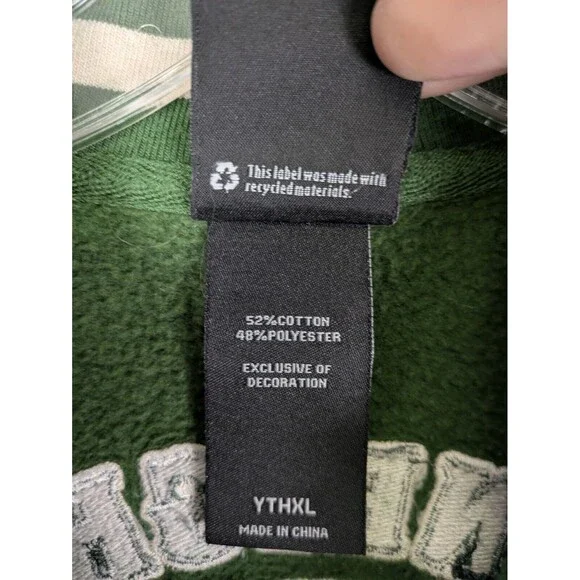 This label was made with
recycled materials.
52%COTTON
48%POLYESTER
EXCLUSIVE OF
DECORATION
YTHXL
MADE IN CHINA